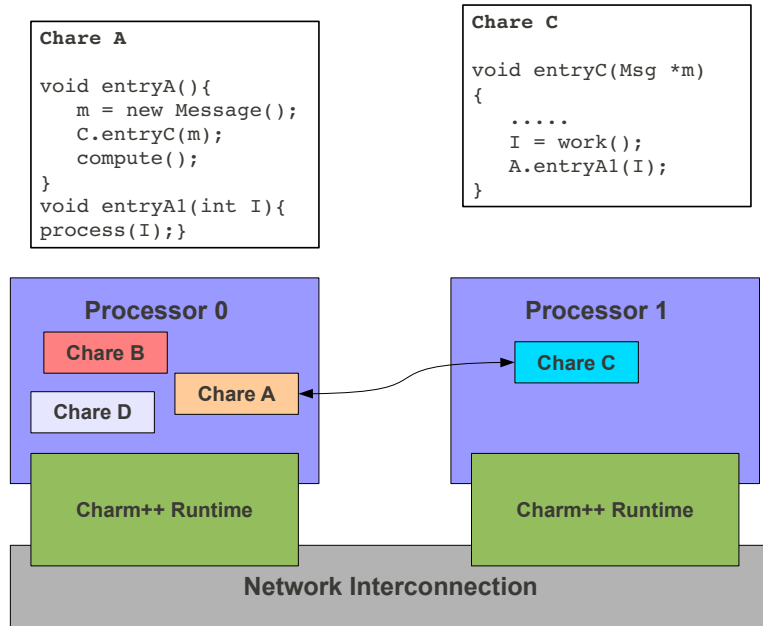 Chare A
void entryA(){
m = new Message();
C.entryC(m);
compute();
}
void entryA1(int I){
process(I);}
Chare C
void entryC(Msg *m)
{
.....
I = work();
A.entryA1(I);
}
Processor 0
Chare B
Chare A
Chare D
Charm++ Runtime
Processor 1
Chare C
Charm++ Runtime
Network Interconnection